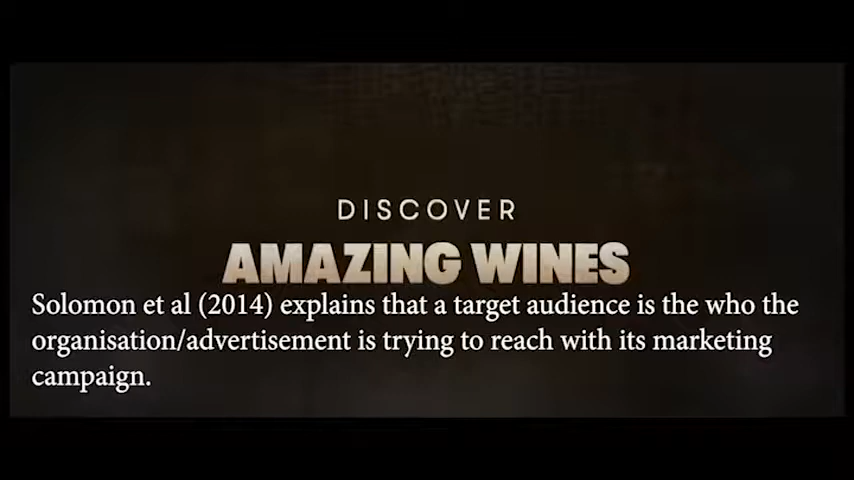 DISCOVER
AMAZING WINES
Solomon et al (2014) explains that a target audience is the who the
organisation/advertisement is trying to reach with its marketing
campaign.